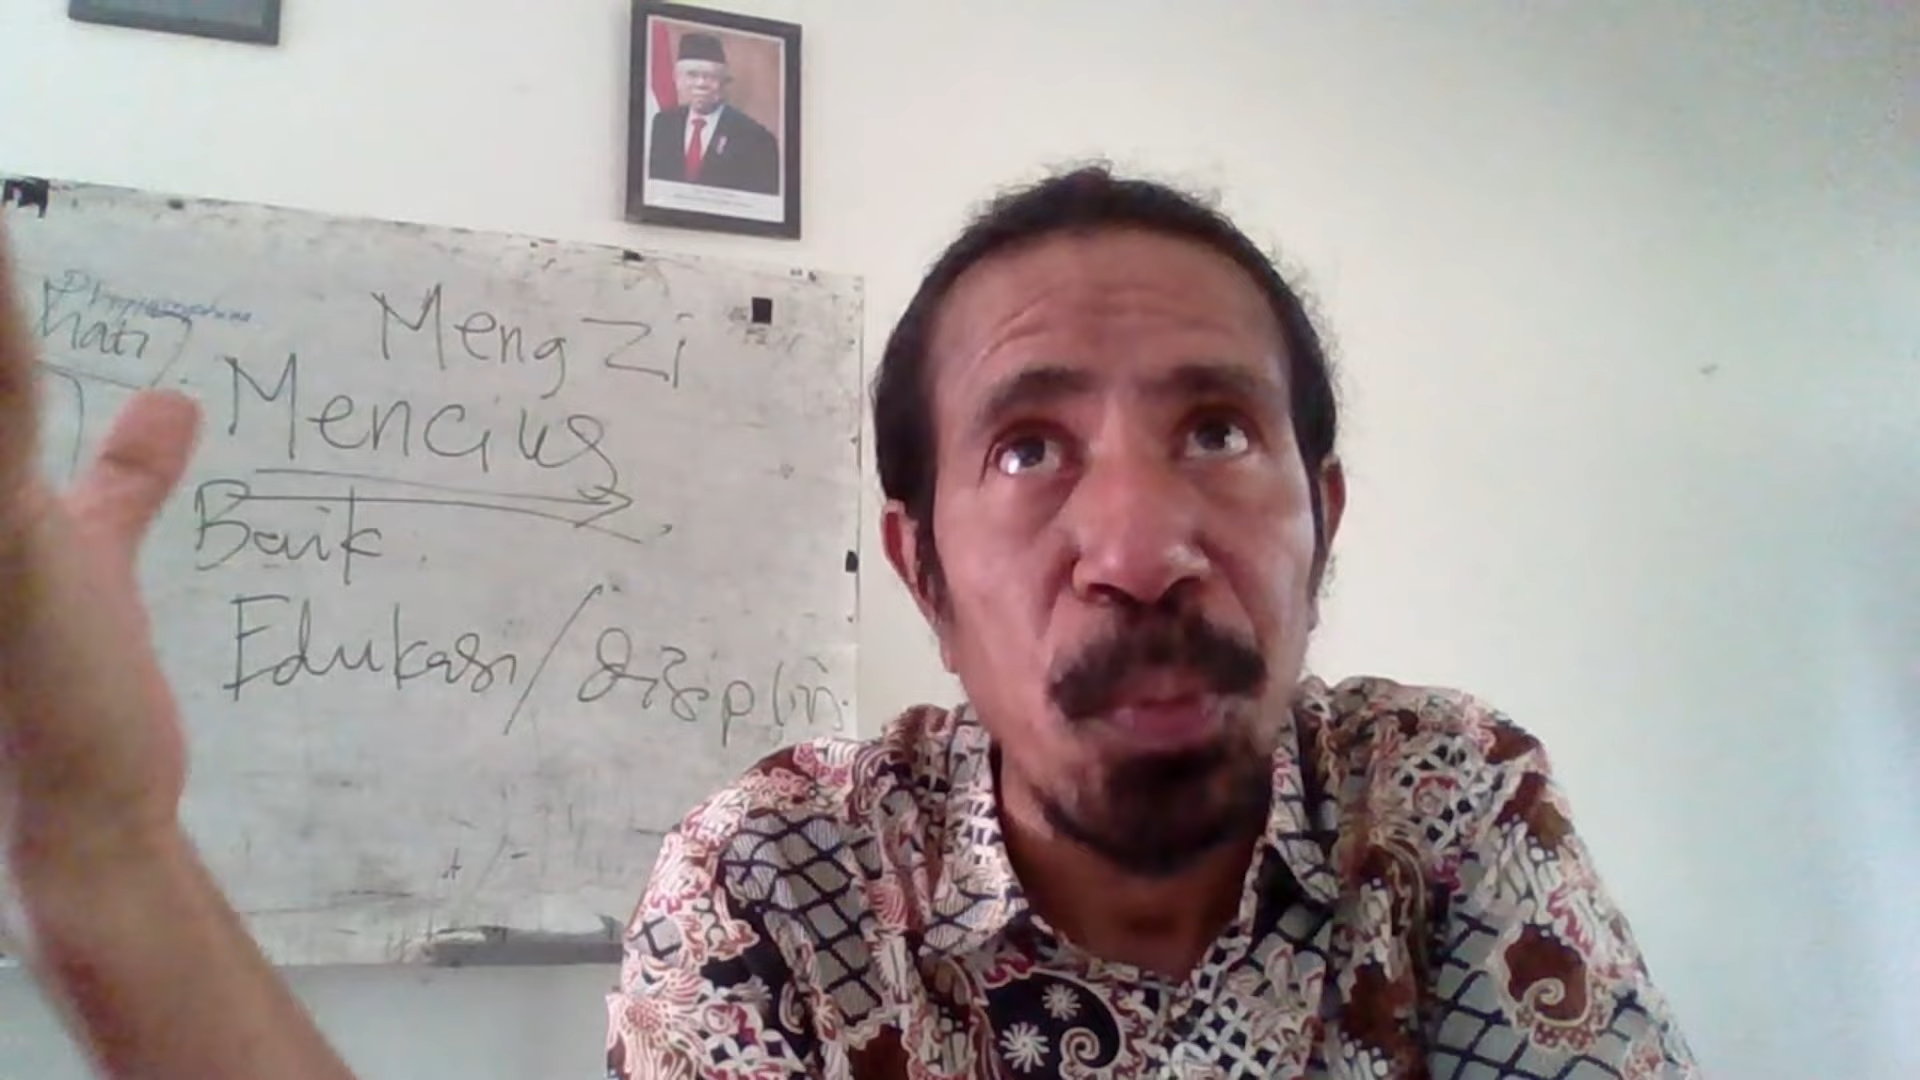 hati
Meng Zi
Mencius
Baik.
Edukasi/disiplin